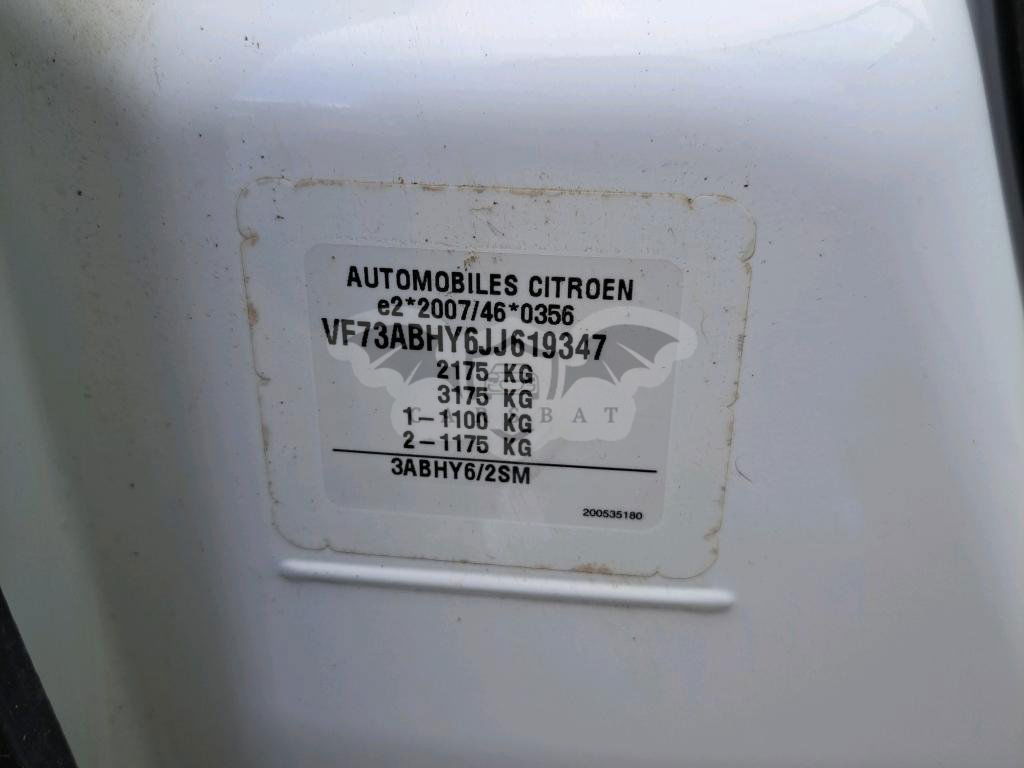 AUTOMOBILES CITROEN
e2*2007/46*0356
VF73ABHY6JJ619347
2175 KG
3175 KG
1-1100 KG
2-1175 KG
3ABHY6/2SM
200535180
CARABAT